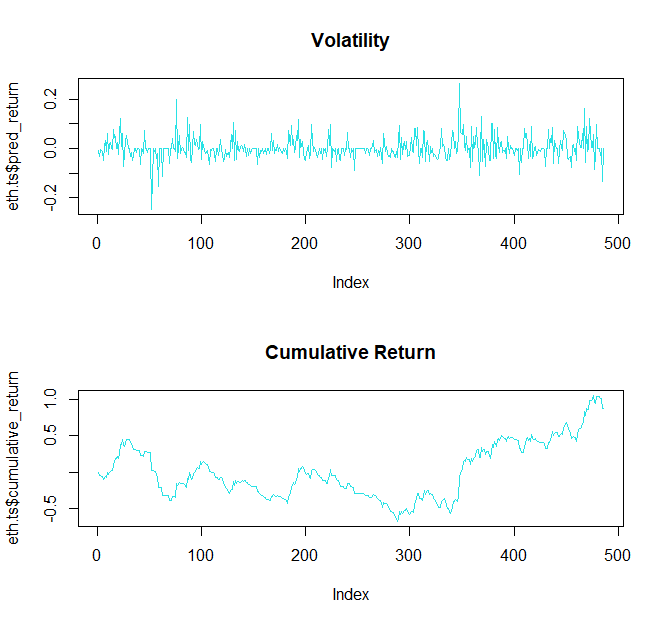 Volatility
eth.ts$pred_return
0.2
0.0
-0.2
0 100 200 300 400 500
Index
Cumulative Return
eth.ts$cumulative_return
1.0
0.5
-0.5
0 100 200 300 400 500
Index